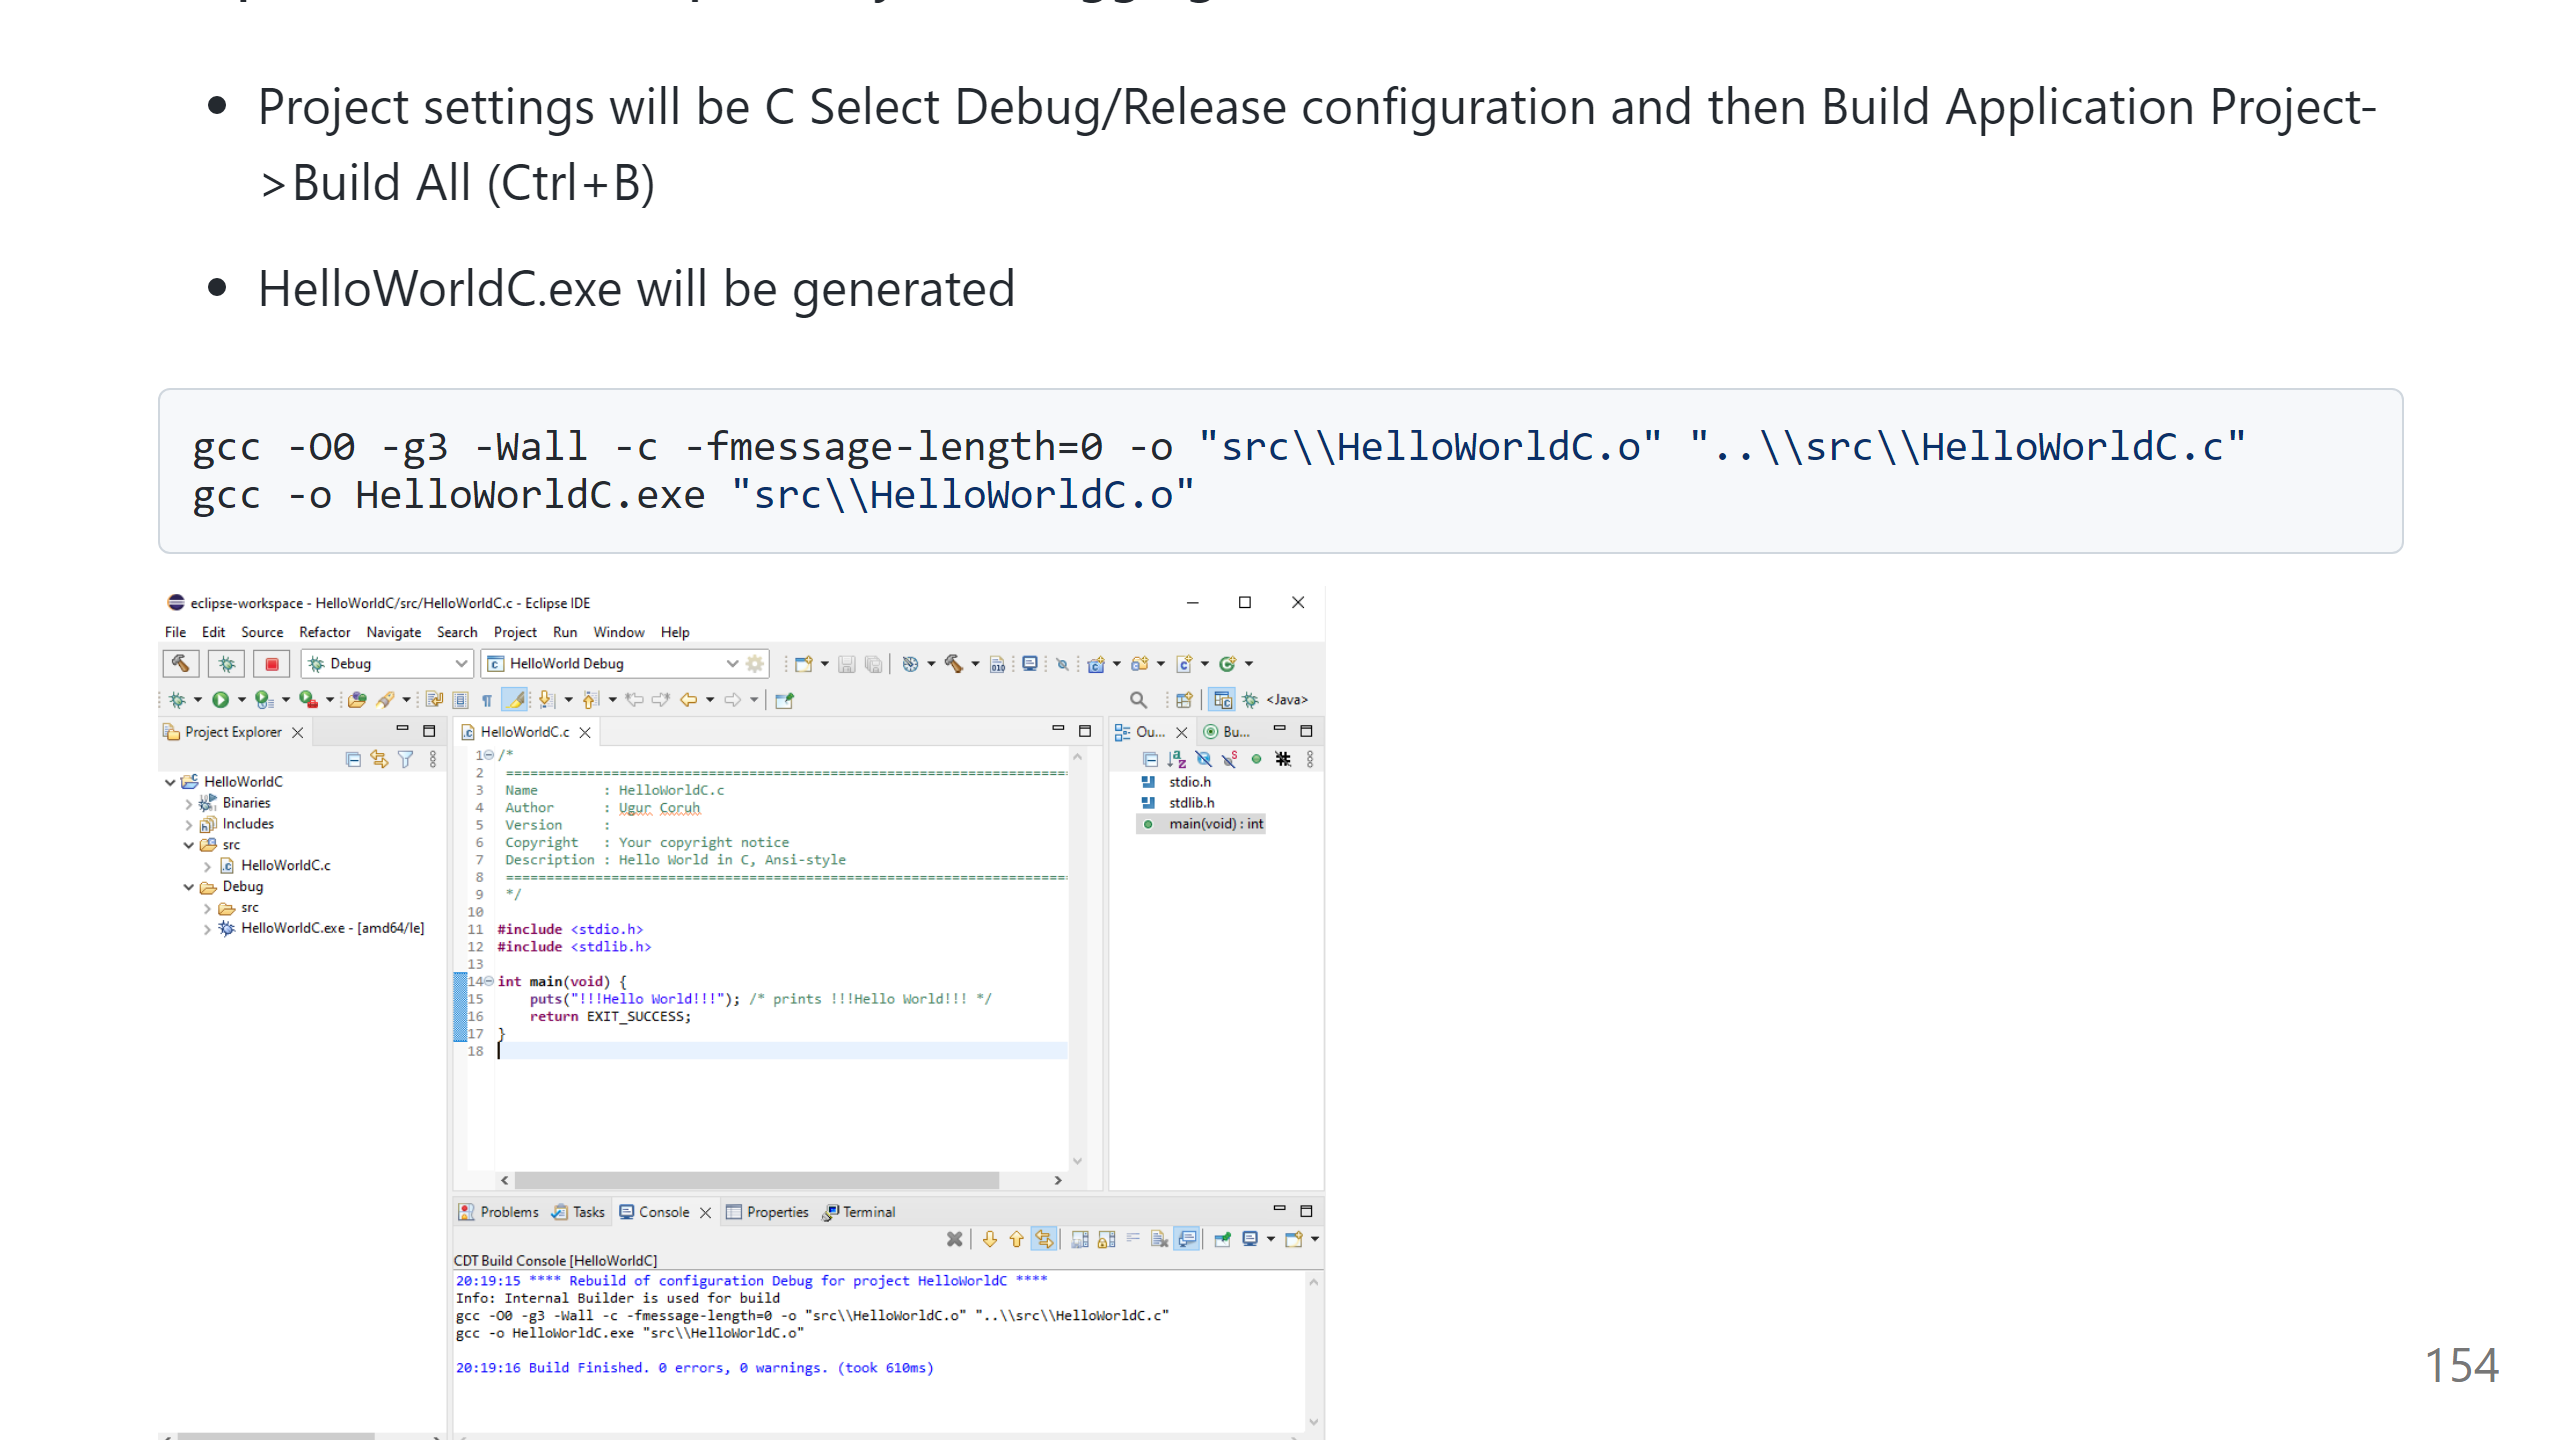 • Project settings will be C Select Debug/Release configuration and then Build Application Project-
>Build All (Ctrl+B)
• HelloWorldC.exe will be generated
gcc -O0 -g3 -Wall -c -fmessage-length=0 -o "src\\HelloWorldC.o" "..\\src\\HelloWorldC.c"
gcc -o HelloWorldC.exe "src\\HelloWorldC.o"
eclipse-workspace - HelloWorldC/src/HelloWorldC.c - Eclipse IDE
File Edit Source Refactor Navigate Search Project Run Window Help
Debug HelloWorld Debug
<Java>
Project Explorer
HelloWorldC
Binaries
Includes
src
HelloWorldC.c
Debug
src
HelloWorldC.exe - [amd64/le]
HelloWorldC.c
1 /*
2 ======================================================================
3 Name : HelloWorldC.c
4 Author : Ugur Coruh
5 Version :
6 Copyright : Your copyright notice
7 Description : Hello World in C, Ansi-style
8 ======================================================================
9 */
10
11 #include <stdio.h>
12 #include <stdlib.h>
13
14 int main(void) {
15 puts("!!!Hello World!!!"); /* prints !!!Hello World!!! */
16 return EXIT_SUCCESS;
17 }
18
Ou... Bu...
stdio.h
stdlib.h
main(void) : int
Problems Tasks Console Properties Terminal
CDT Build Console [HelloWorldC]
20:19:15 **** Rebuild of configuration Debug for project HelloWorldC ****
Info: Internal Builder is used for build
gcc -O0 -g3 -Wall -c -fmessage-length=0 -o "src\\HelloWorldC.o" "..\\src\\HelloWorldC.c"
gcc -o HelloWorldC.exe "src\\HelloWorldC.o"
20:19:16 Build Finished. 0 errors, 0 warnings. (took 610ms)
154